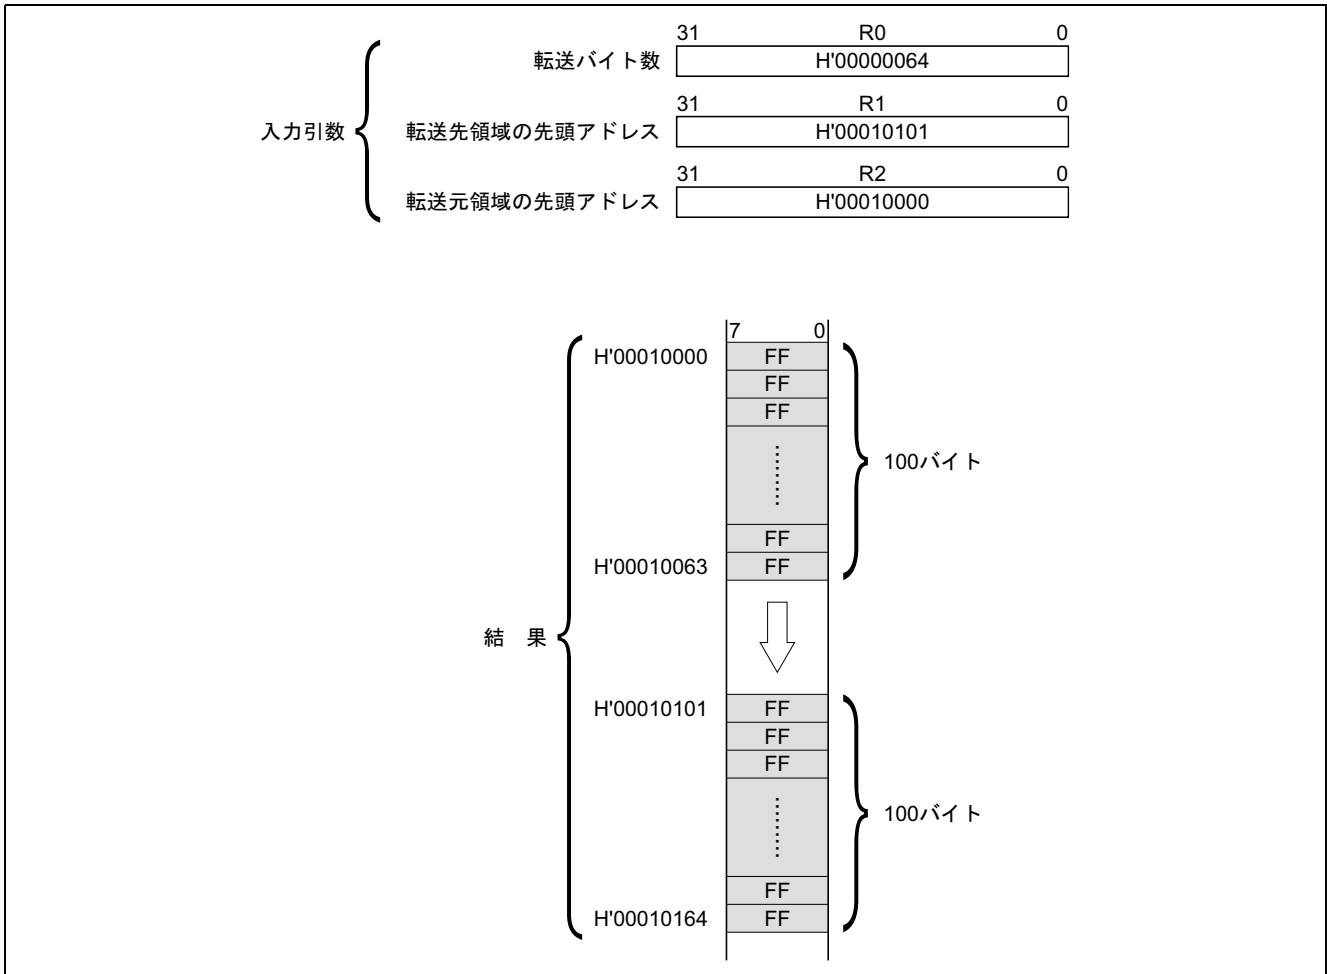 31 R0 0
転送バイト数 H'00000064
31 R1 0
入力引数 転送先領域の先頭アドレス H'00010101
31 R2 0
転送元領域の先頭アドレス H'00010000
7 0
H'00010000 FF
FF
FF
100バイト
FF
H'00010063 FF
結 果
H'00010101 FF
FF
FF
100バイト
FF
H'00010164 FF